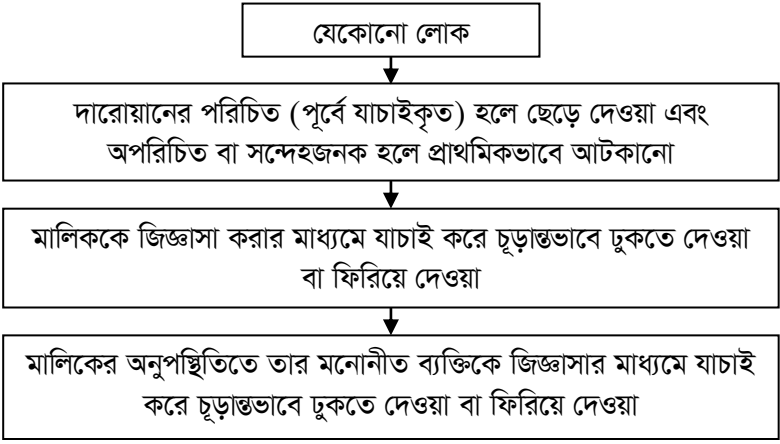 যেকোনো লোক
দারোয়ানের পরিচিত (পূর্বে যাচাইকৃত) হলে ছেড়ে দেওয়া এবং
অপরিচিত বা সন্দেহজনক হলে প্রাথমিকভাবে আটকানো
মালিককে জিজ্ঞাসা করার মাধ্যমে যাচাই করে চূড়ান্তভাবে ঢুকতে দেওয়া
বা ফিরিয়ে দেওয়া
মালিকের অনুপস্থিতিতে তার মনোনীত ব্যক্তিকে জিজ্ঞাসার মাধ্যমে যাচাই
করে চূড়ান্তভাবে ঢুকতে দেওয়া বা ফিরিয়ে দেওয়া